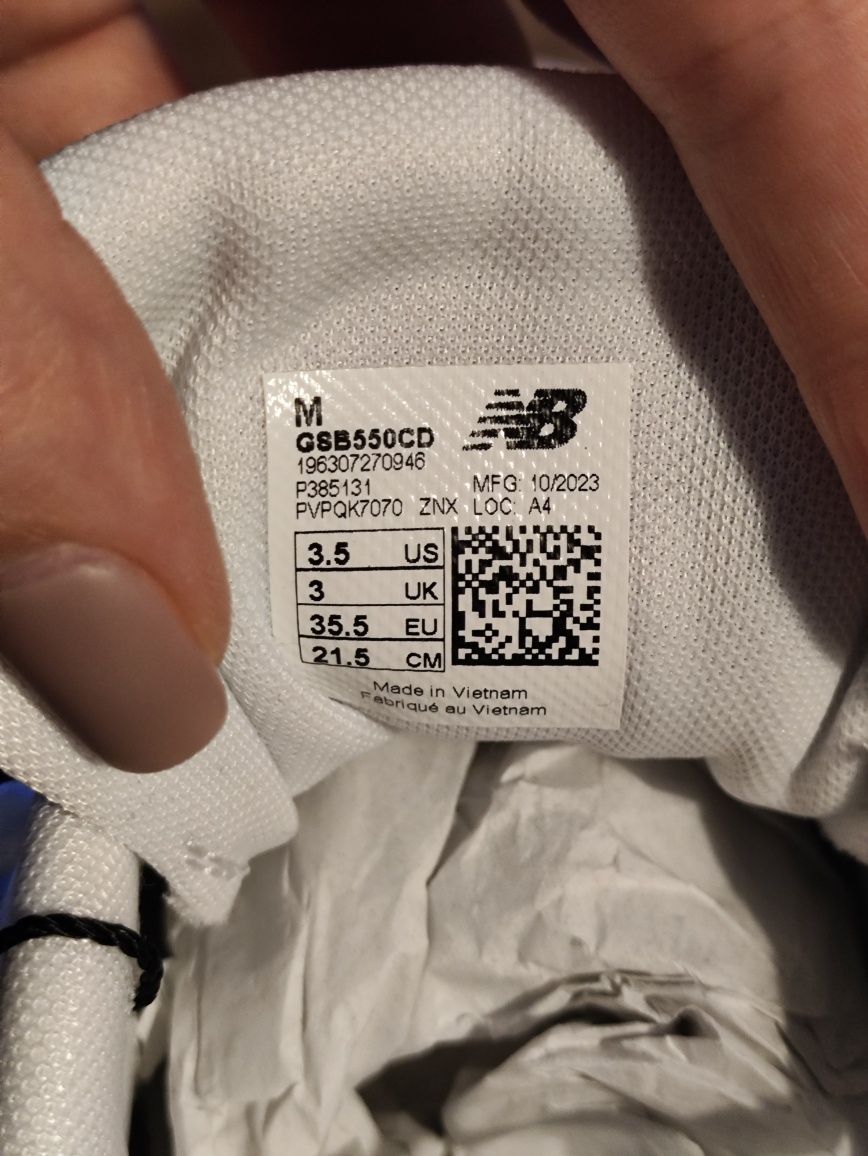 M
NB
GSB550CD
196307270946
P385131 MFG: 10/2023
PVPQK7070 ZNX LOC: A4
3.5 US
3 UK
35.5 EU
21.5 CM
Made in Vietnam
Fabriqué au Vietnam